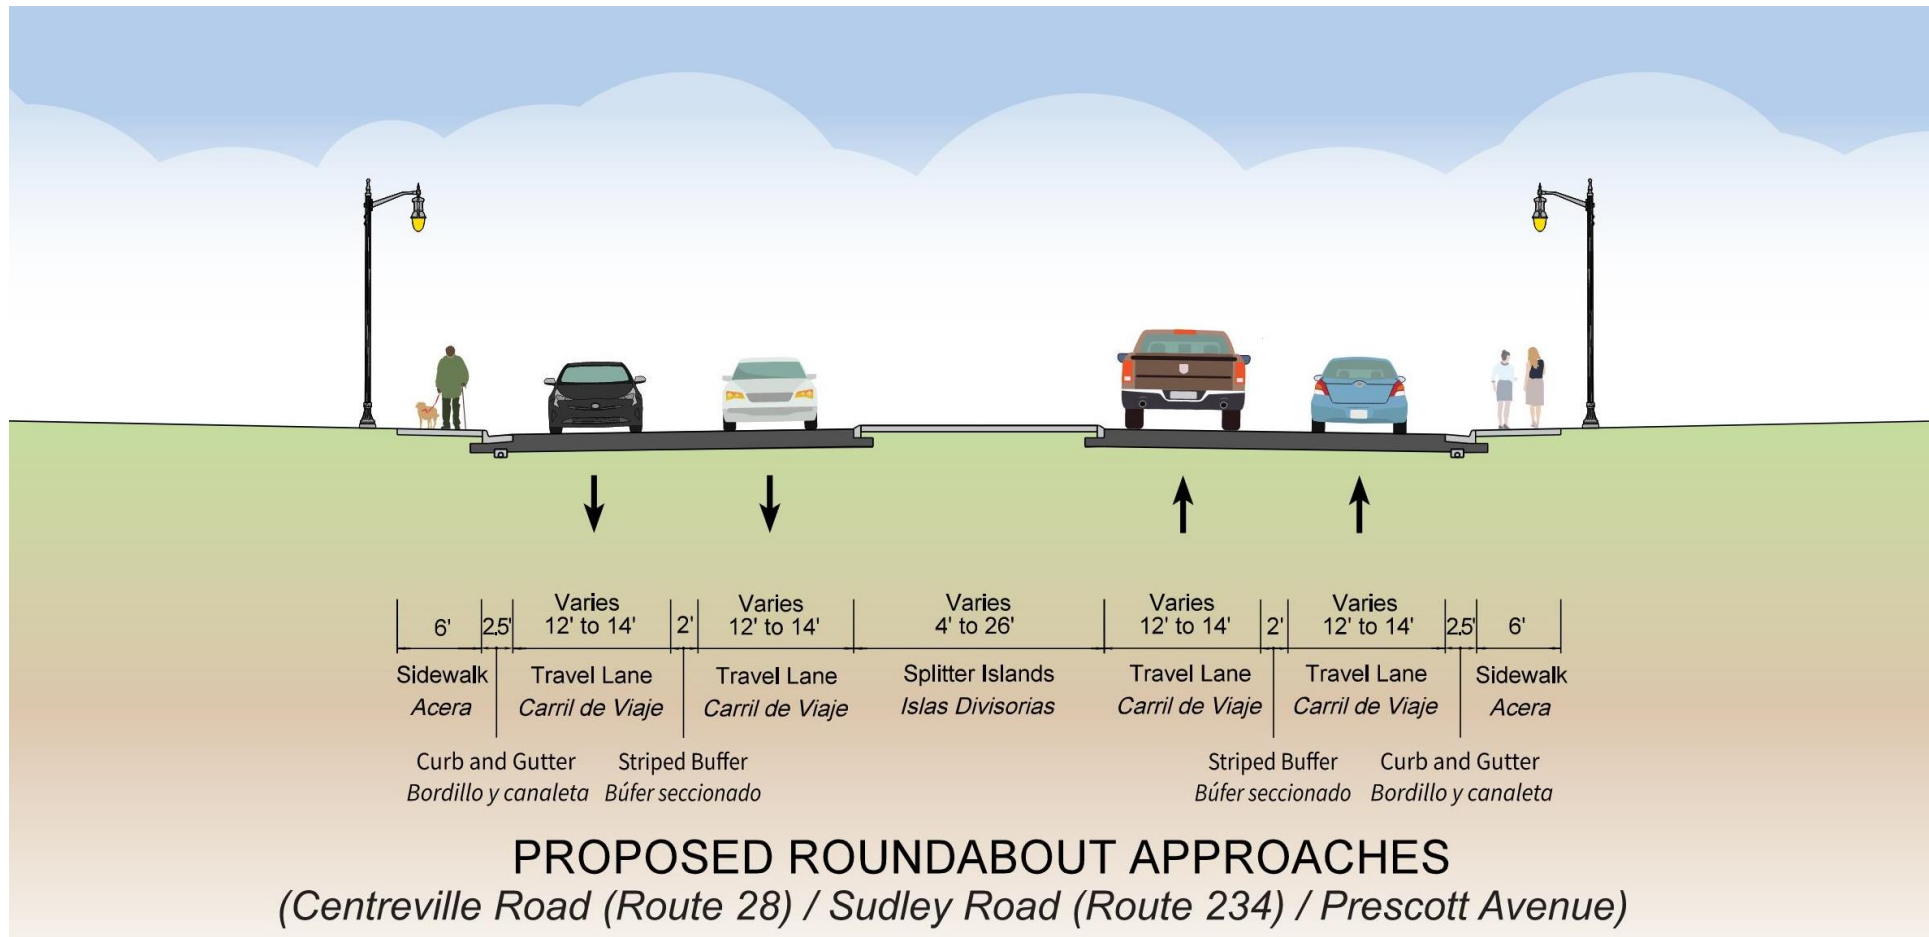 6' 2.5' Varies 12' to 14' 2' Varies 12' to 14' Varies 4' to 26' Varies 12' to 14' 2' Varies 12' to 14' 2.5' 6'
Sidewalk Travel Lane Travel Lane Splitter Islands Travel Lane Travel Lane Sidewalk
Acera Carril de Viaje Carril de Viaje Islas Divisorias Carril de Viaje Carril de Viaje Acera
Curb and Gutter Striped Buffer Striped Buffer Curb and Gutter
Bordillo y canaleta Búfer seccionado Búfer seccionado Bordillo y canaleta
PROPOSED ROUNDABOUT APPROACHES
(Centreville Road (Route 28) / Sudley Road (Route 234) / Prescott Avenue)